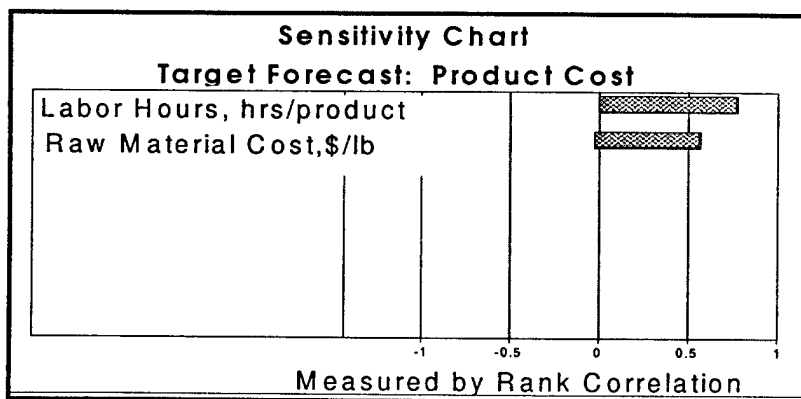 Sensitivity Chart
Target Forecast: Product Cost
Labor Hours, hrs/product
Raw Material Cost,$/lb
-1 -0.5 0 0.5 1
Measured by Rank Correlation